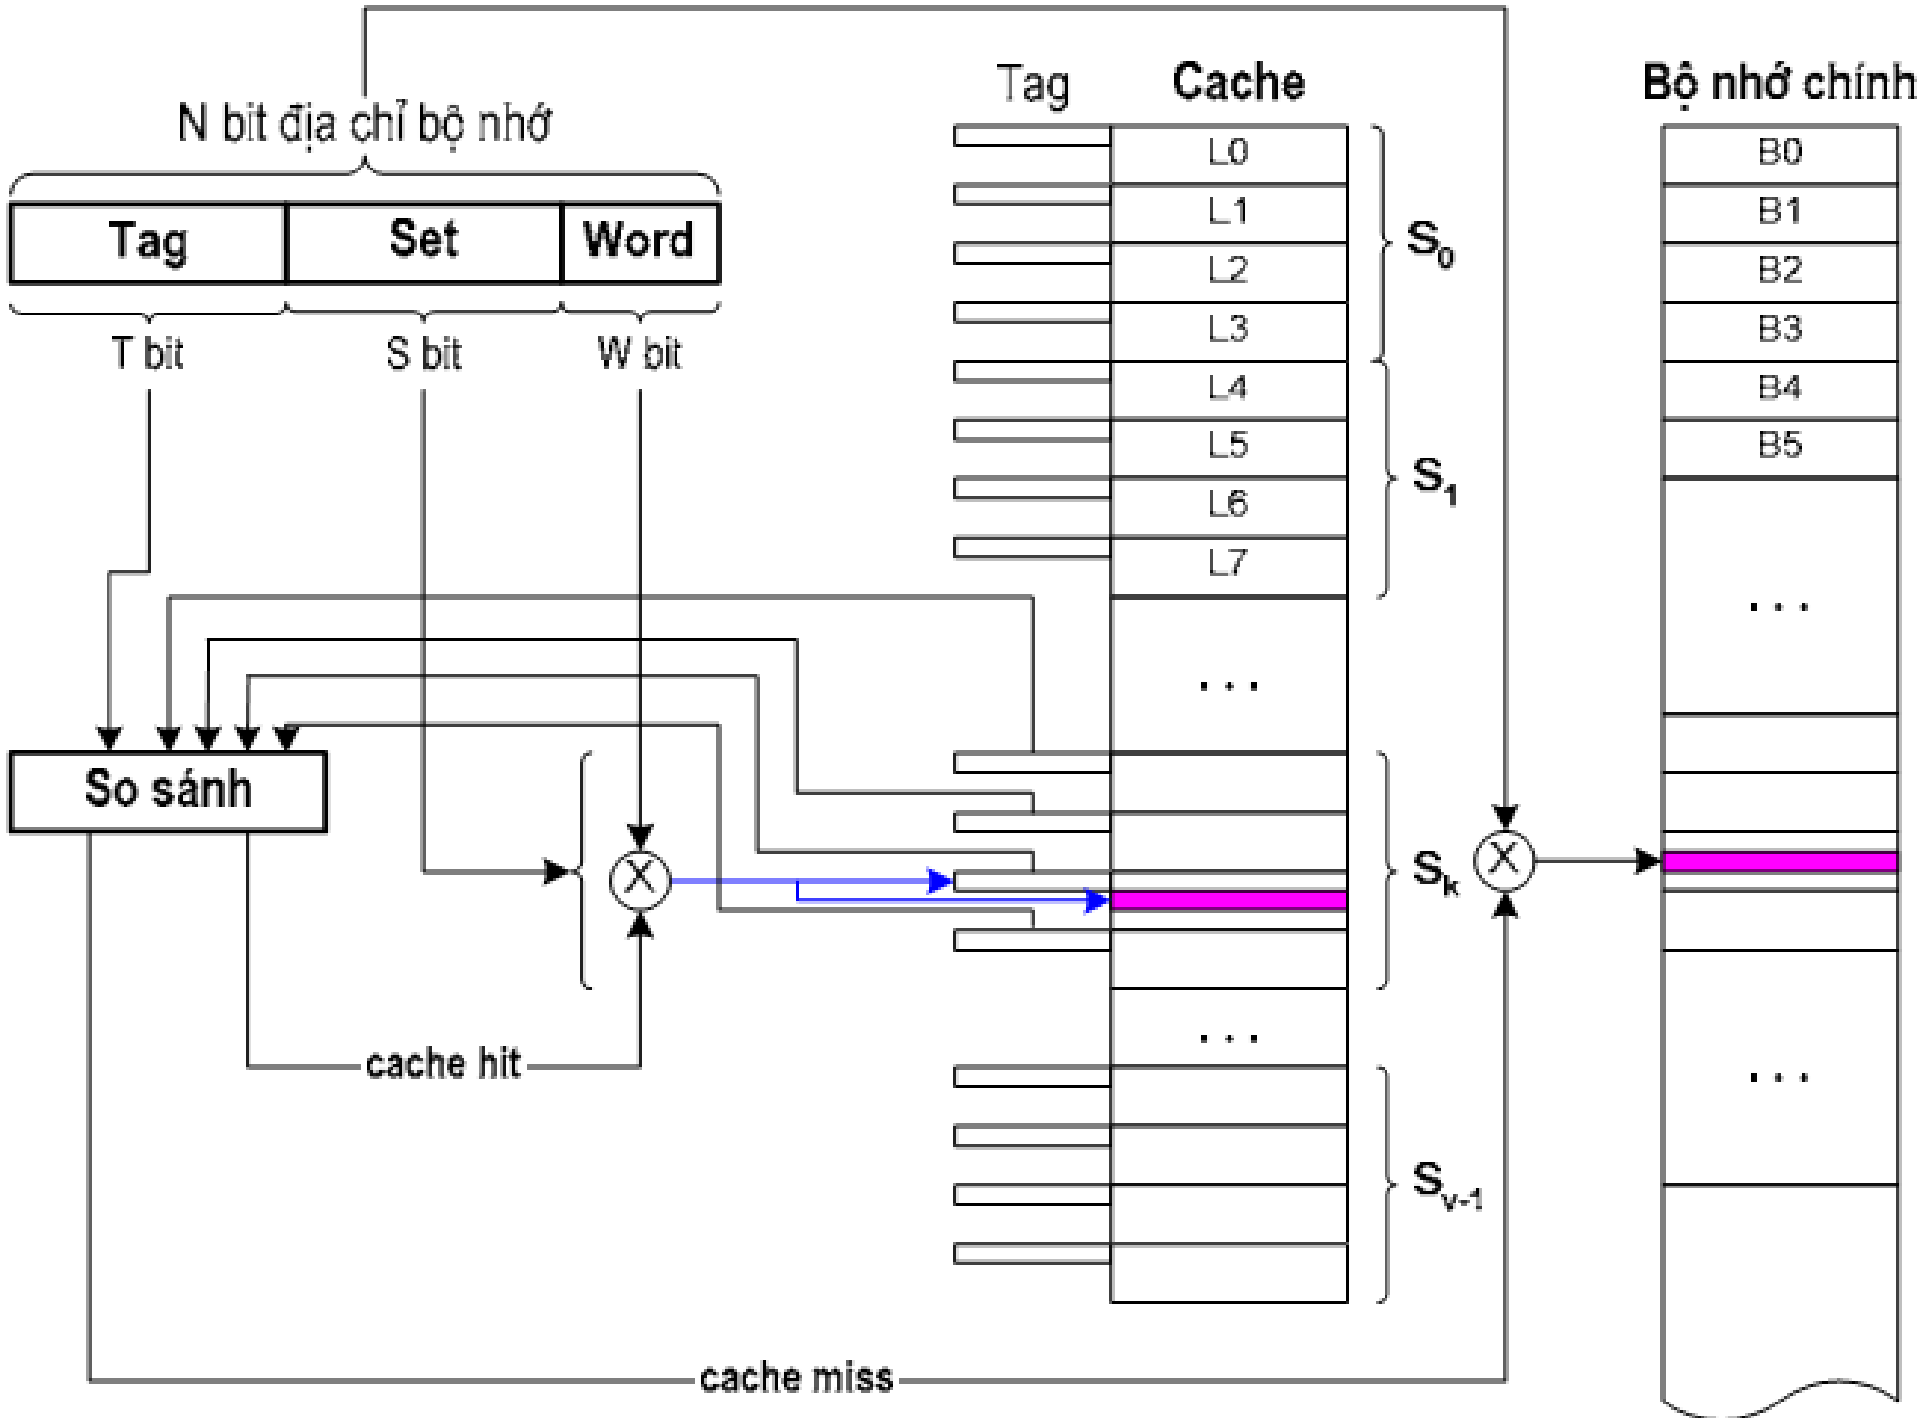 N bit địa chỉ bộ nhớ
Tag Set Word
T bit S bit W bit
So sánh
X
cache hit
cache miss
Tag Cache
L0
L1
L2
L3
L4
L5
L6
L7
. . .
. . .
S0
S1
Sk
Sv-1
X
Bộ nhớ chính
B0
B1
B2
B3
B4
B5
. . .
. . .